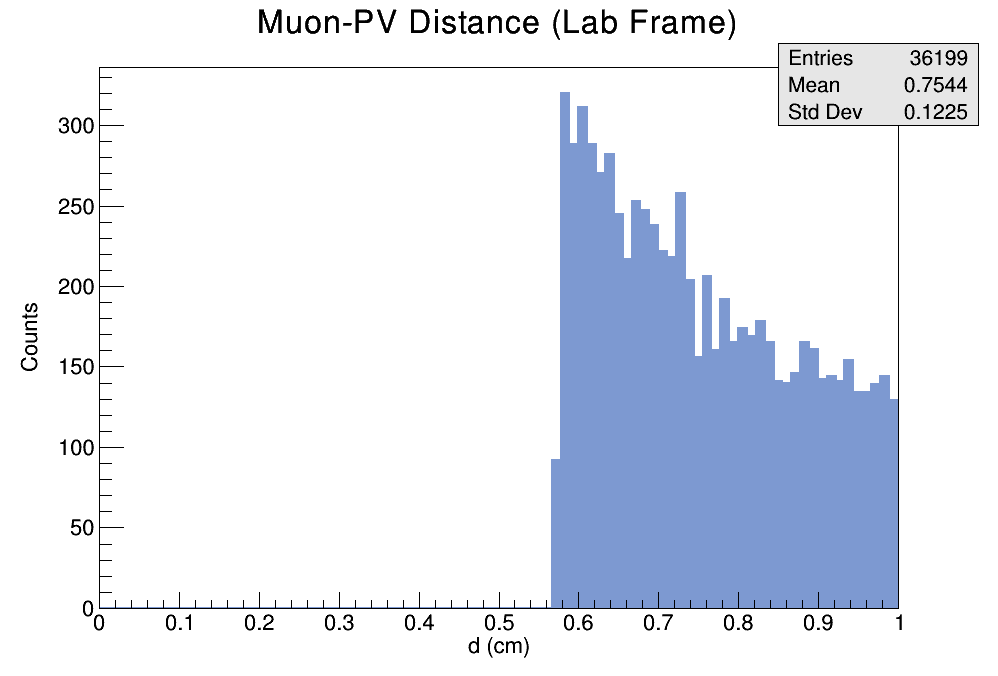 Muon-PV Distance (Lab Frame)
Entries 36199
Mean 0.7544
Std Dev 0.1225
300
250
200
150
100
50
0
Counts
0 0.1 0.2 0.3 0.4 0.5 0.6 0.7 0.8 0.9 1
d (cm)